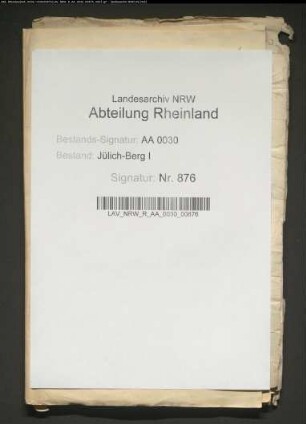 Landesarchiv NRW
Abteilung Rheinland
Bestands-Signatur: AA 0030
Bestand: Jülich-Berg I
Signatur: Nr. 876
LAV_NRW_R_AA_0030_00876